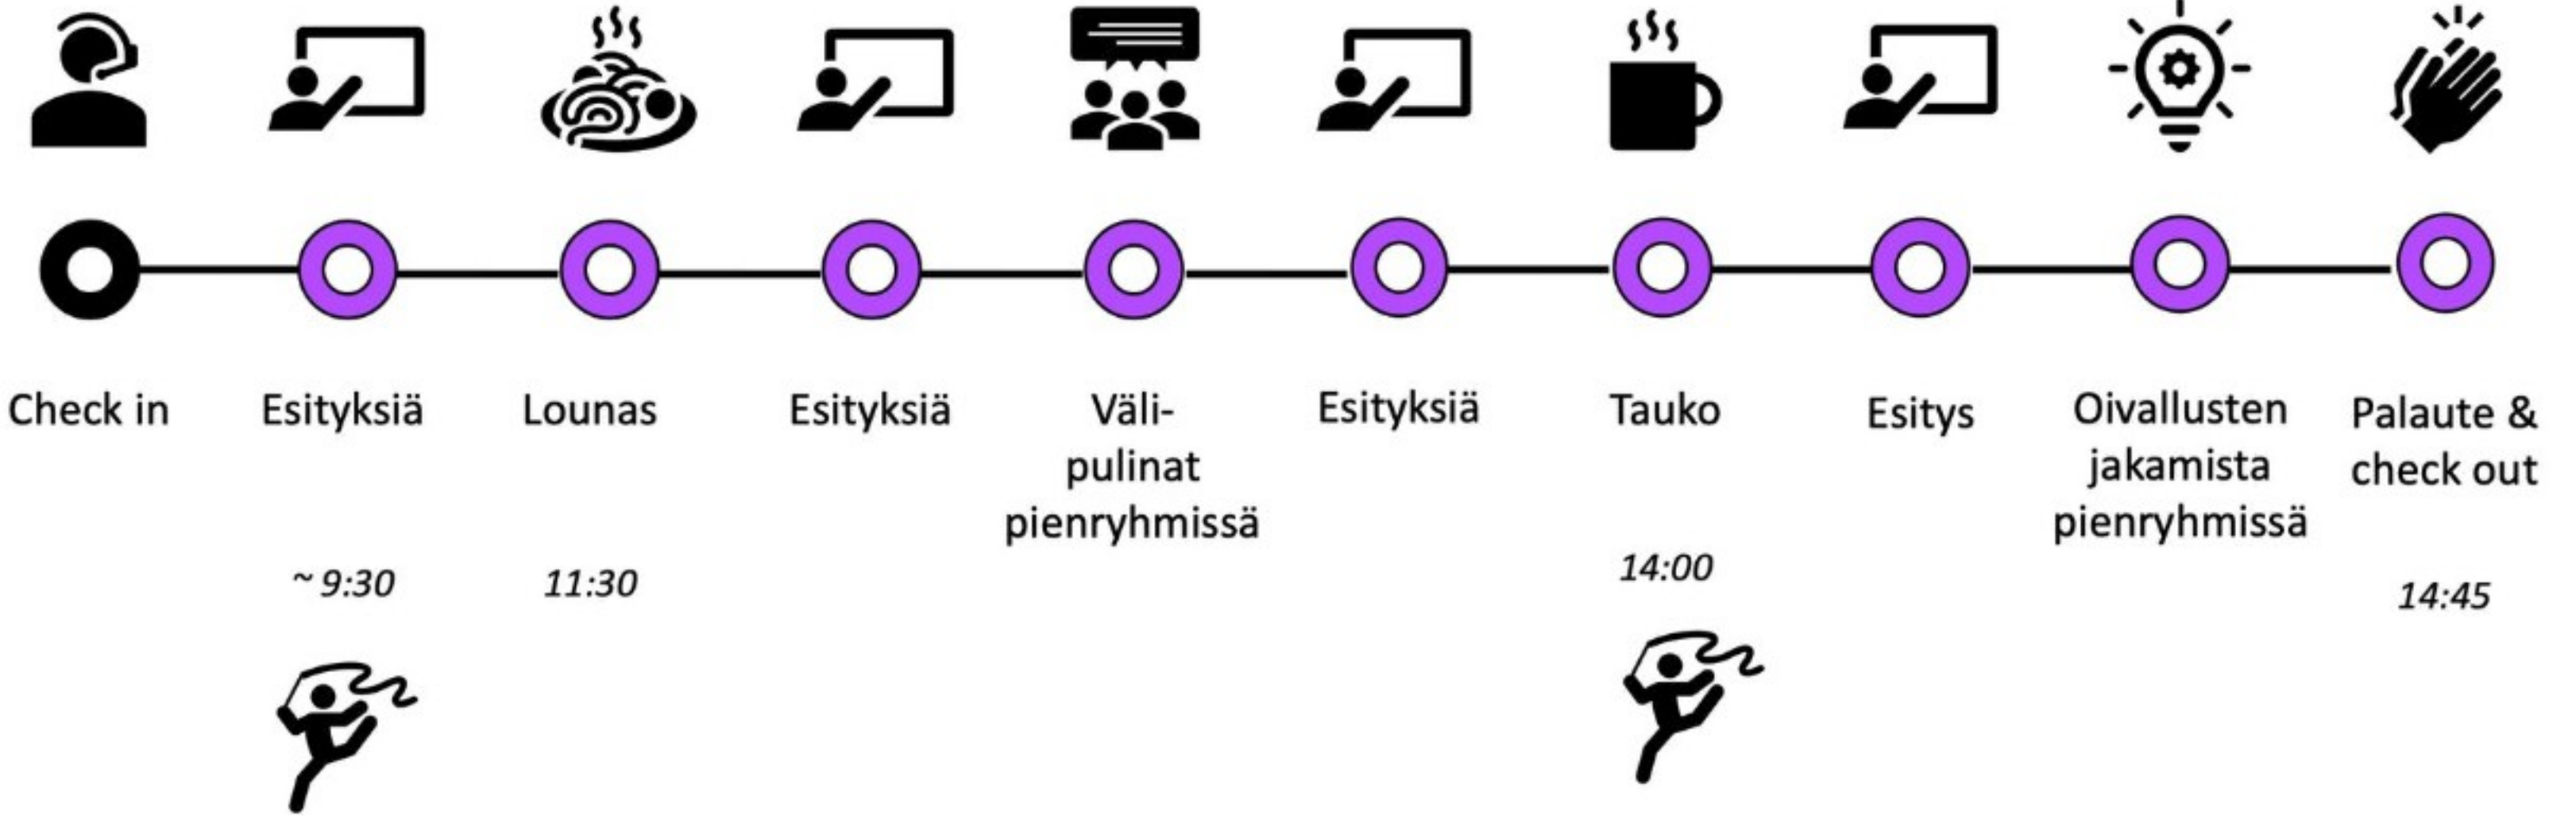 Check in
Esityksiä
Lounas
Esityksiä
Väli-
pulinat
pienryhmissä
Esityksiä
Tauko
Esitys
Oivallusten
jakamista
pienryhmissä
Palaute &
check out
~ 9:30
11:30
14:00
14:45